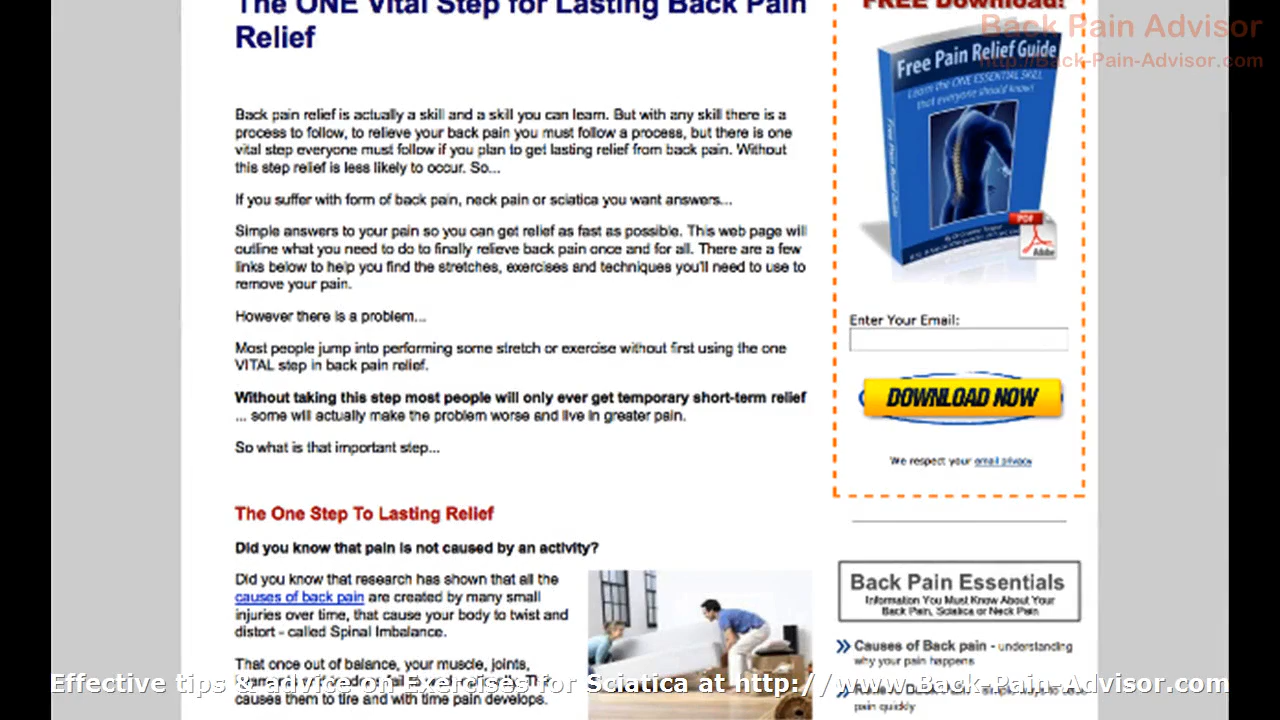 The ONE Vital Step for Lasting Back Pain
Relief
Back pain relief is actually a skill and a skill you can learn. But with any skill there is a
process to follow, to relieve your back pain you must follow a process, but there is one
vital step everyone must follow if you plan to get lasting relief from back pain. Without
this step relief is less likely to occur. So...
If you suffer with form of back pain, neck pain or sciatica you want answers...
Simple answers to your pain so you can get relief as fast as possible. This web page will
outline what you need to do to finally relieve back pain once and for all. There are a few
links below to help you find the stretches, exercises and techniques you'll need to use to
remove your pain.
However there is a problem...
Most people jump into performing some stretch or exercise without first using the one
VITAL step in back pain relief.
Without taking this step most people will only ever get temporary short-term relief
... some will actually make the problem worse and live in greater pain.
So what is that important step...
The One Step To Lasting Relief
Did you know that pain is not caused by an activity?
Did you know that research has shown that all the
causes of back pain are created by many small
injuries over time, that cause your body to twist and
distort - called Spinal Imbalance.
That once out of balance, your muscle, joints,
causes them to tire and with time pain develops.
FREE Download!
Back Pain Advisor
http://Back-Pain-Advisor.com
Free Pain Relief Guide
Learn the ONE ESSENTIAL SKILL
that everyone should know!
Free Pain Relief Guide
PDF
Adobe
Enter Your Email:
DOWNLOAD NOW
We respect your email privacy
Back Pain Essentials
Information You Must Know About Your
Back Pain, Sciatica or Neck Pain
Causes of Back pain - understanding
why your pain happens
pain quickly
Effective tips & advice on Exercises for Sciatica at http://www.Back-Pain-Advisor.com